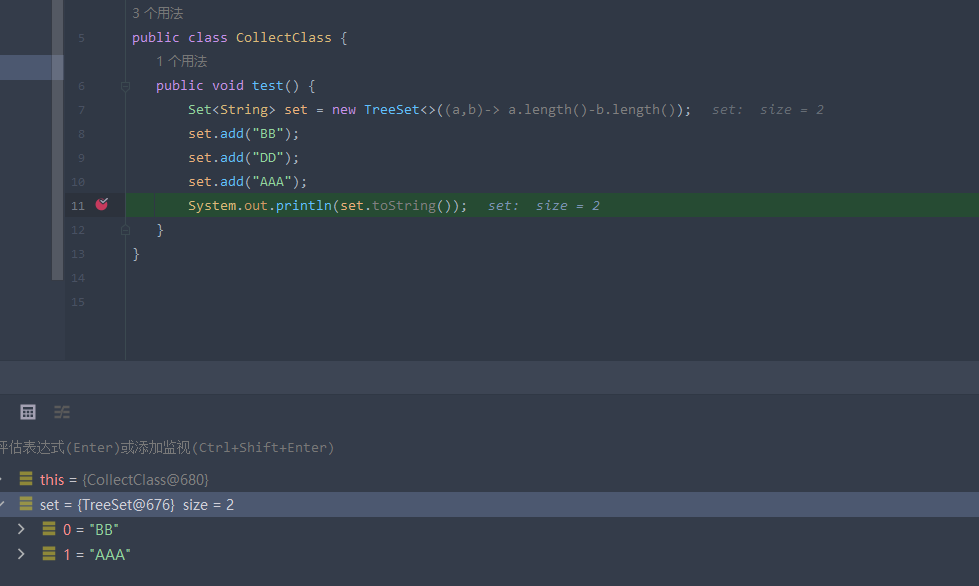 3 个用法
5 public class CollectClass {
1 个用法
6 public void test() {
7 Set<String> set = new TreeSet<>((a,b)-> a.length()-b.length()); set: size = 2
8 set.add("BB");
9 set.add("DD");
10 set.add("AAA");
11 System.out.println(set.toString()); set: size = 2
12 }
13 }
14
15
评估表达式(Enter)或添加监视(Ctrl+Shift+Enter)
this = {CollectClass@680}
set = {TreeSet@676} size = 2
0 = "BB"
1 = "AAA"